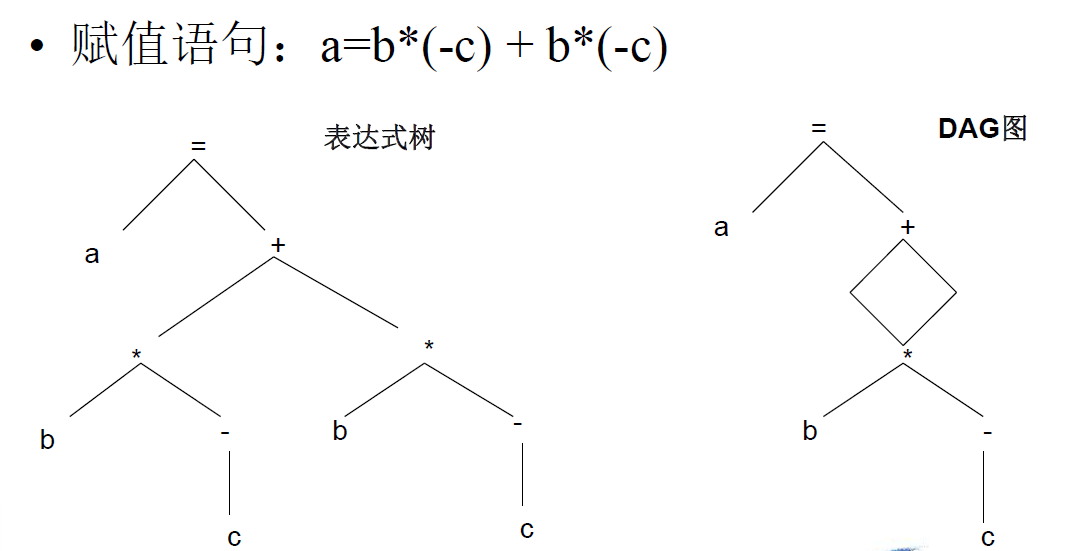 • 赋值语句：a=b*(-c) + b*(-c)
表达式树
=
a
+
*
*
b
-
b
-
c
c
DAG图
=
a
+
*
b
-
c